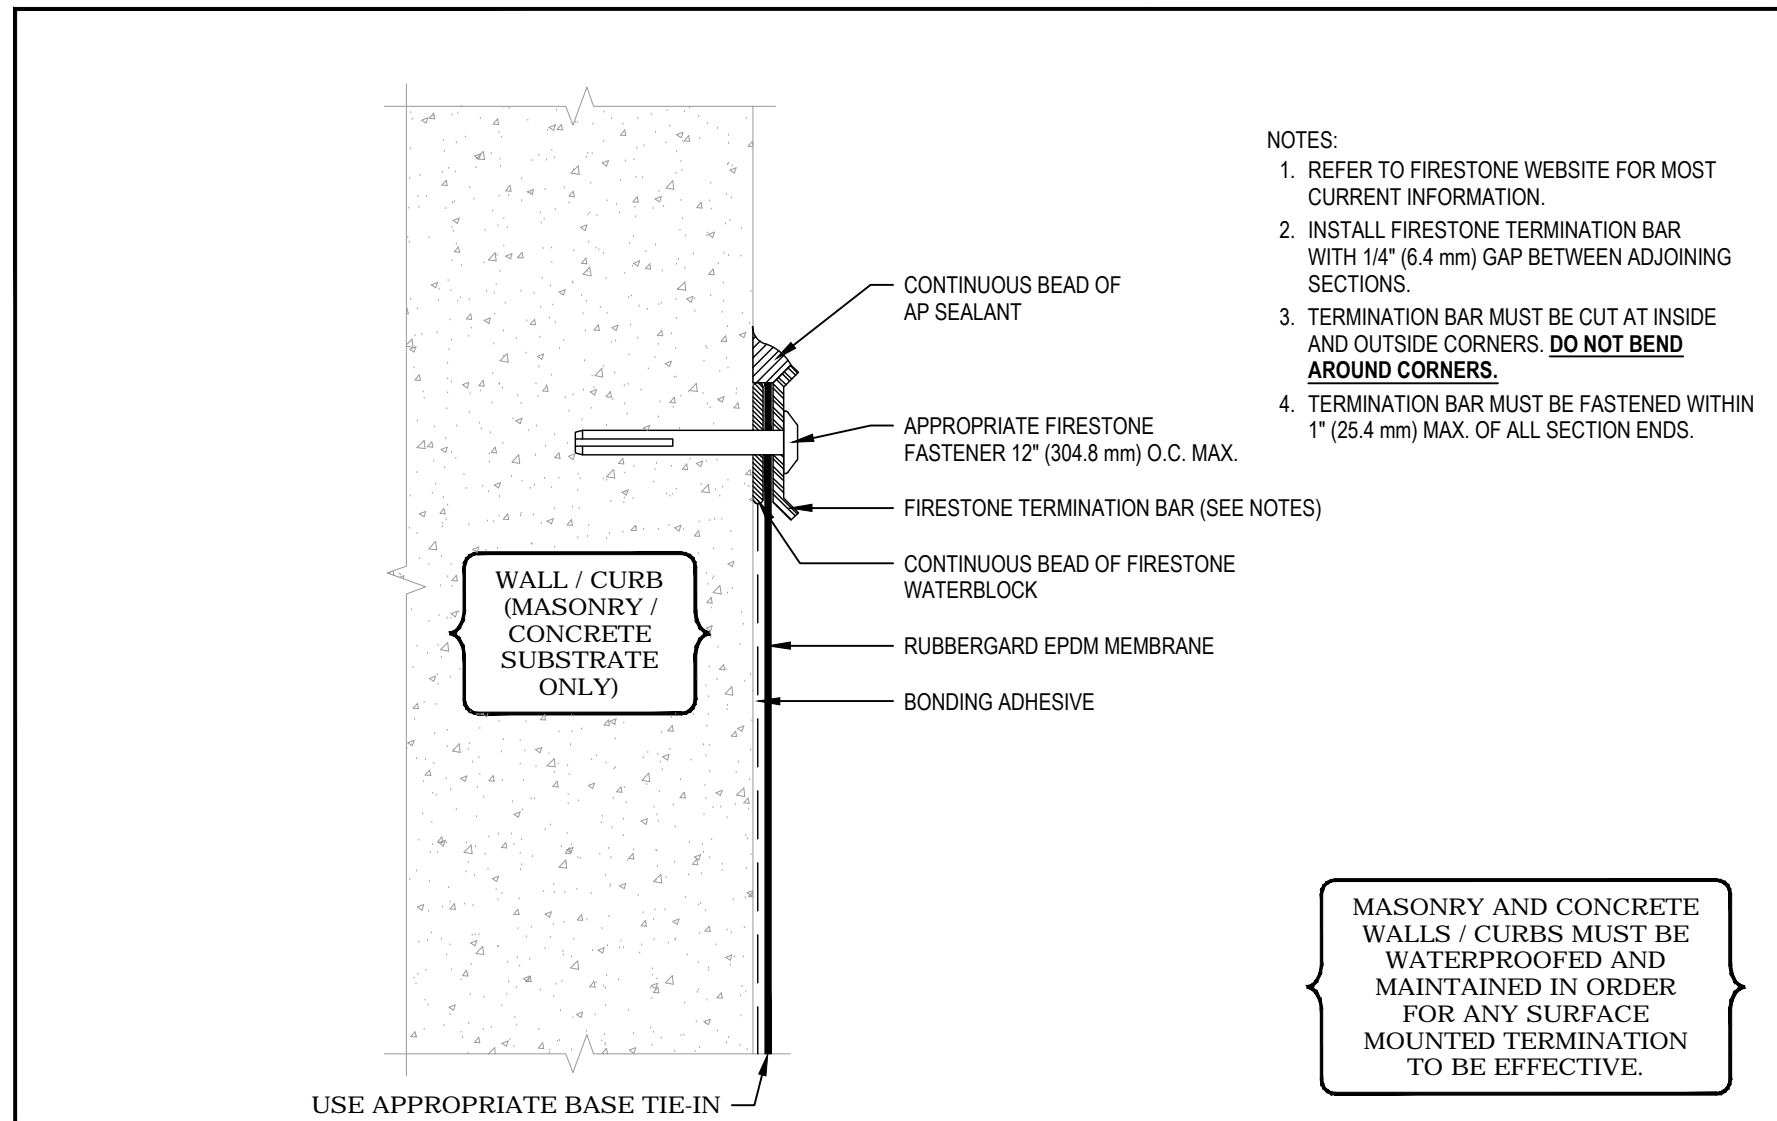 NOTES:
1. REFER TO FIRESTONE WEBSITE FOR MOST
CURRENT INFORMATION.
2. INSTALL FIRESTONE TERMINATION BAR
WITH 1/4" (6.4 mm) GAP BETWEEN ADJOINING
SECTIONS.
3. TERMINATION BAR MUST BE CUT AT INSIDE
AND OUTSIDE CORNERS. DO NOT BEND
AROUND CORNERS.
4. TERMINATION BAR MUST BE FASTENED WITHIN
1" (25.4 mm) MAX. OF ALL SECTION ENDS.
CONTINUOUS BEAD OF
AP SEALANT
APPROPRIATE FIRESTONE
FASTENER 12" (304.8 mm) O.C. MAX.
FIRESTONE TERMINATION BAR (SEE NOTES)
CONTINUOUS BEAD OF FIRESTONE
WATERBLOCK
RUBBERGARD EPDM MEMBRANE
BONDING ADHESIVE
WALL / CURB
(MASONRY /
CONCRETE
SUBSTRATE
ONLY)
MASONRY AND CONCRETE
WALLS / CURBS MUST BE
WATERPROOFED AND
MAINTAINED IN ORDER
FOR ANY SURFACE
MOUNTED TERMINATION
TO BE EFFECTIVE.
USE APPROPRIATE BASE TIE-IN